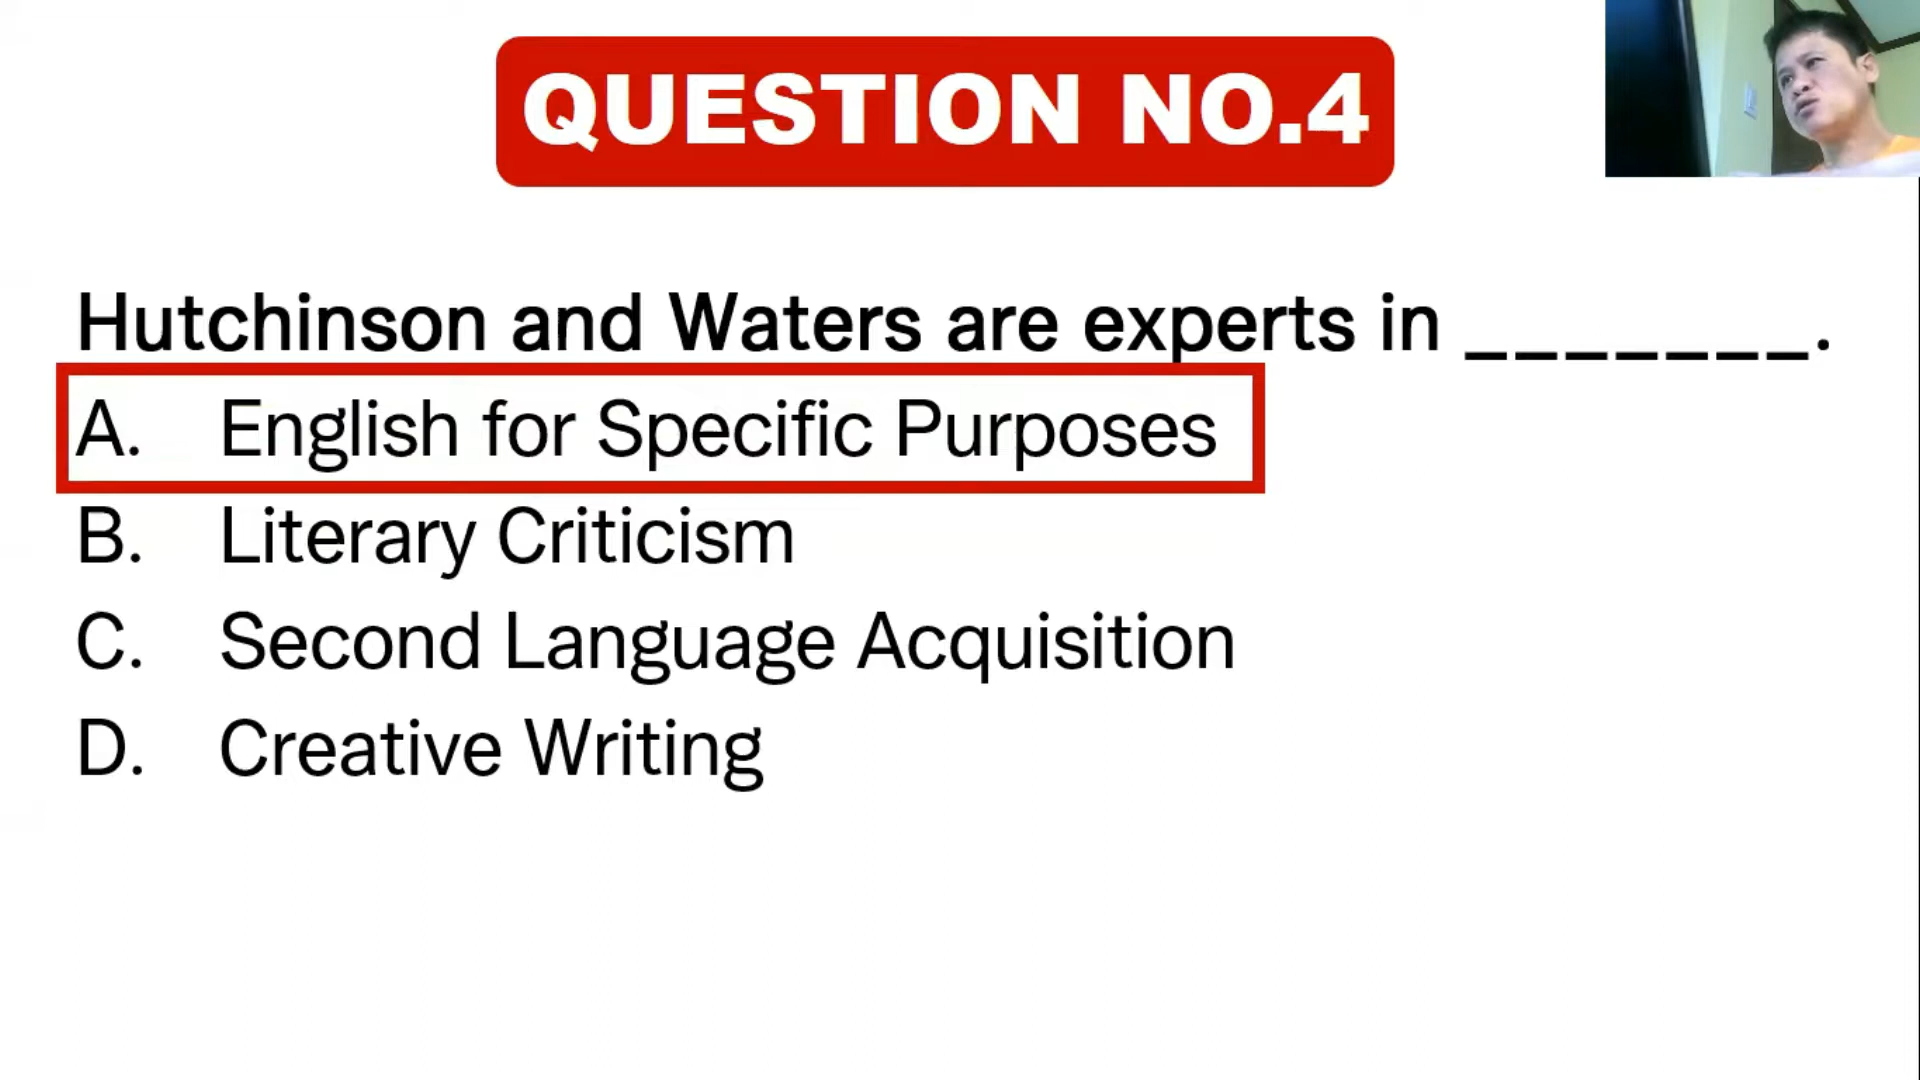 QUESTION NO.4
Hutchinson and Waters are experts in _______.
A. English for Specific Purposes
B. Literary Criticism
C. Second Language Acquisition
D. Creative Writing